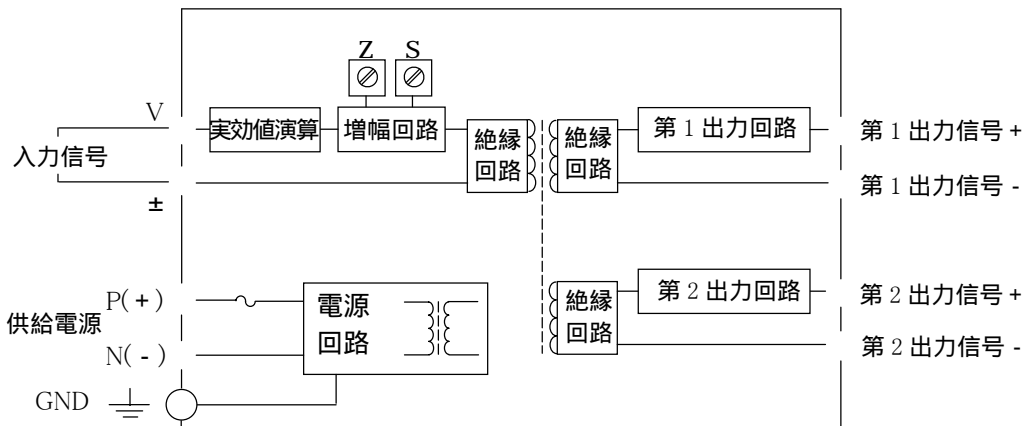 Z S
V
実効値演算
増幅回路
絶縁
回路
絶縁
回路
第1出力回路
第1出力信号+
入力信号
±
第1出力信号-
P(+)
供給電源
N(-)
GND
電源
回路
絶縁
回路
第2出力回路
第2出力信号+
第2出力信号-